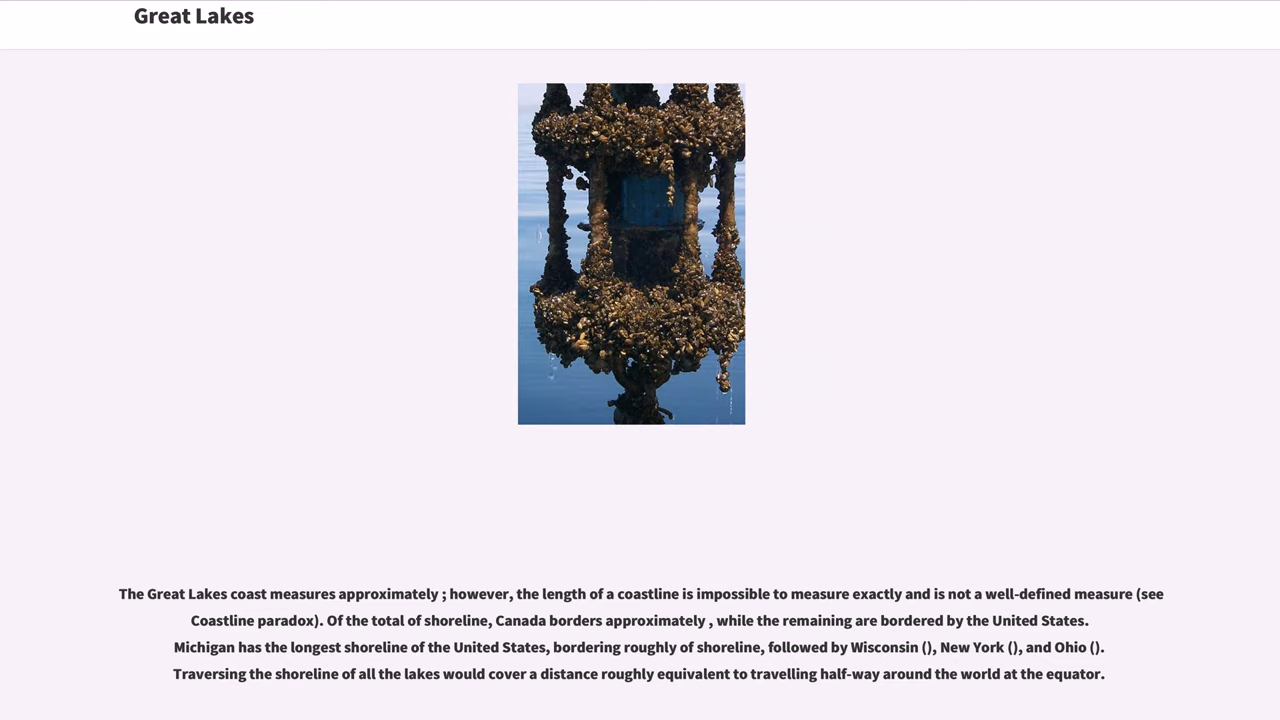 Great Lakes
The Great Lakes coast measures approximately ; however, the length of a coastline is impossible to measure exactly and is not a well-defined measure (see
Coastline paradox). Of the total of shoreline, Canada borders approximately , while the remaining are bordered by the United States.
Michigan has the longest shoreline of the United States, bordering roughly of shoreline, followed by Wisconsin (), New York (), and Ohio ().
Traversing the shoreline of all the lakes would cover a distance roughly equivalent to travelling half-way around the world at the equator.